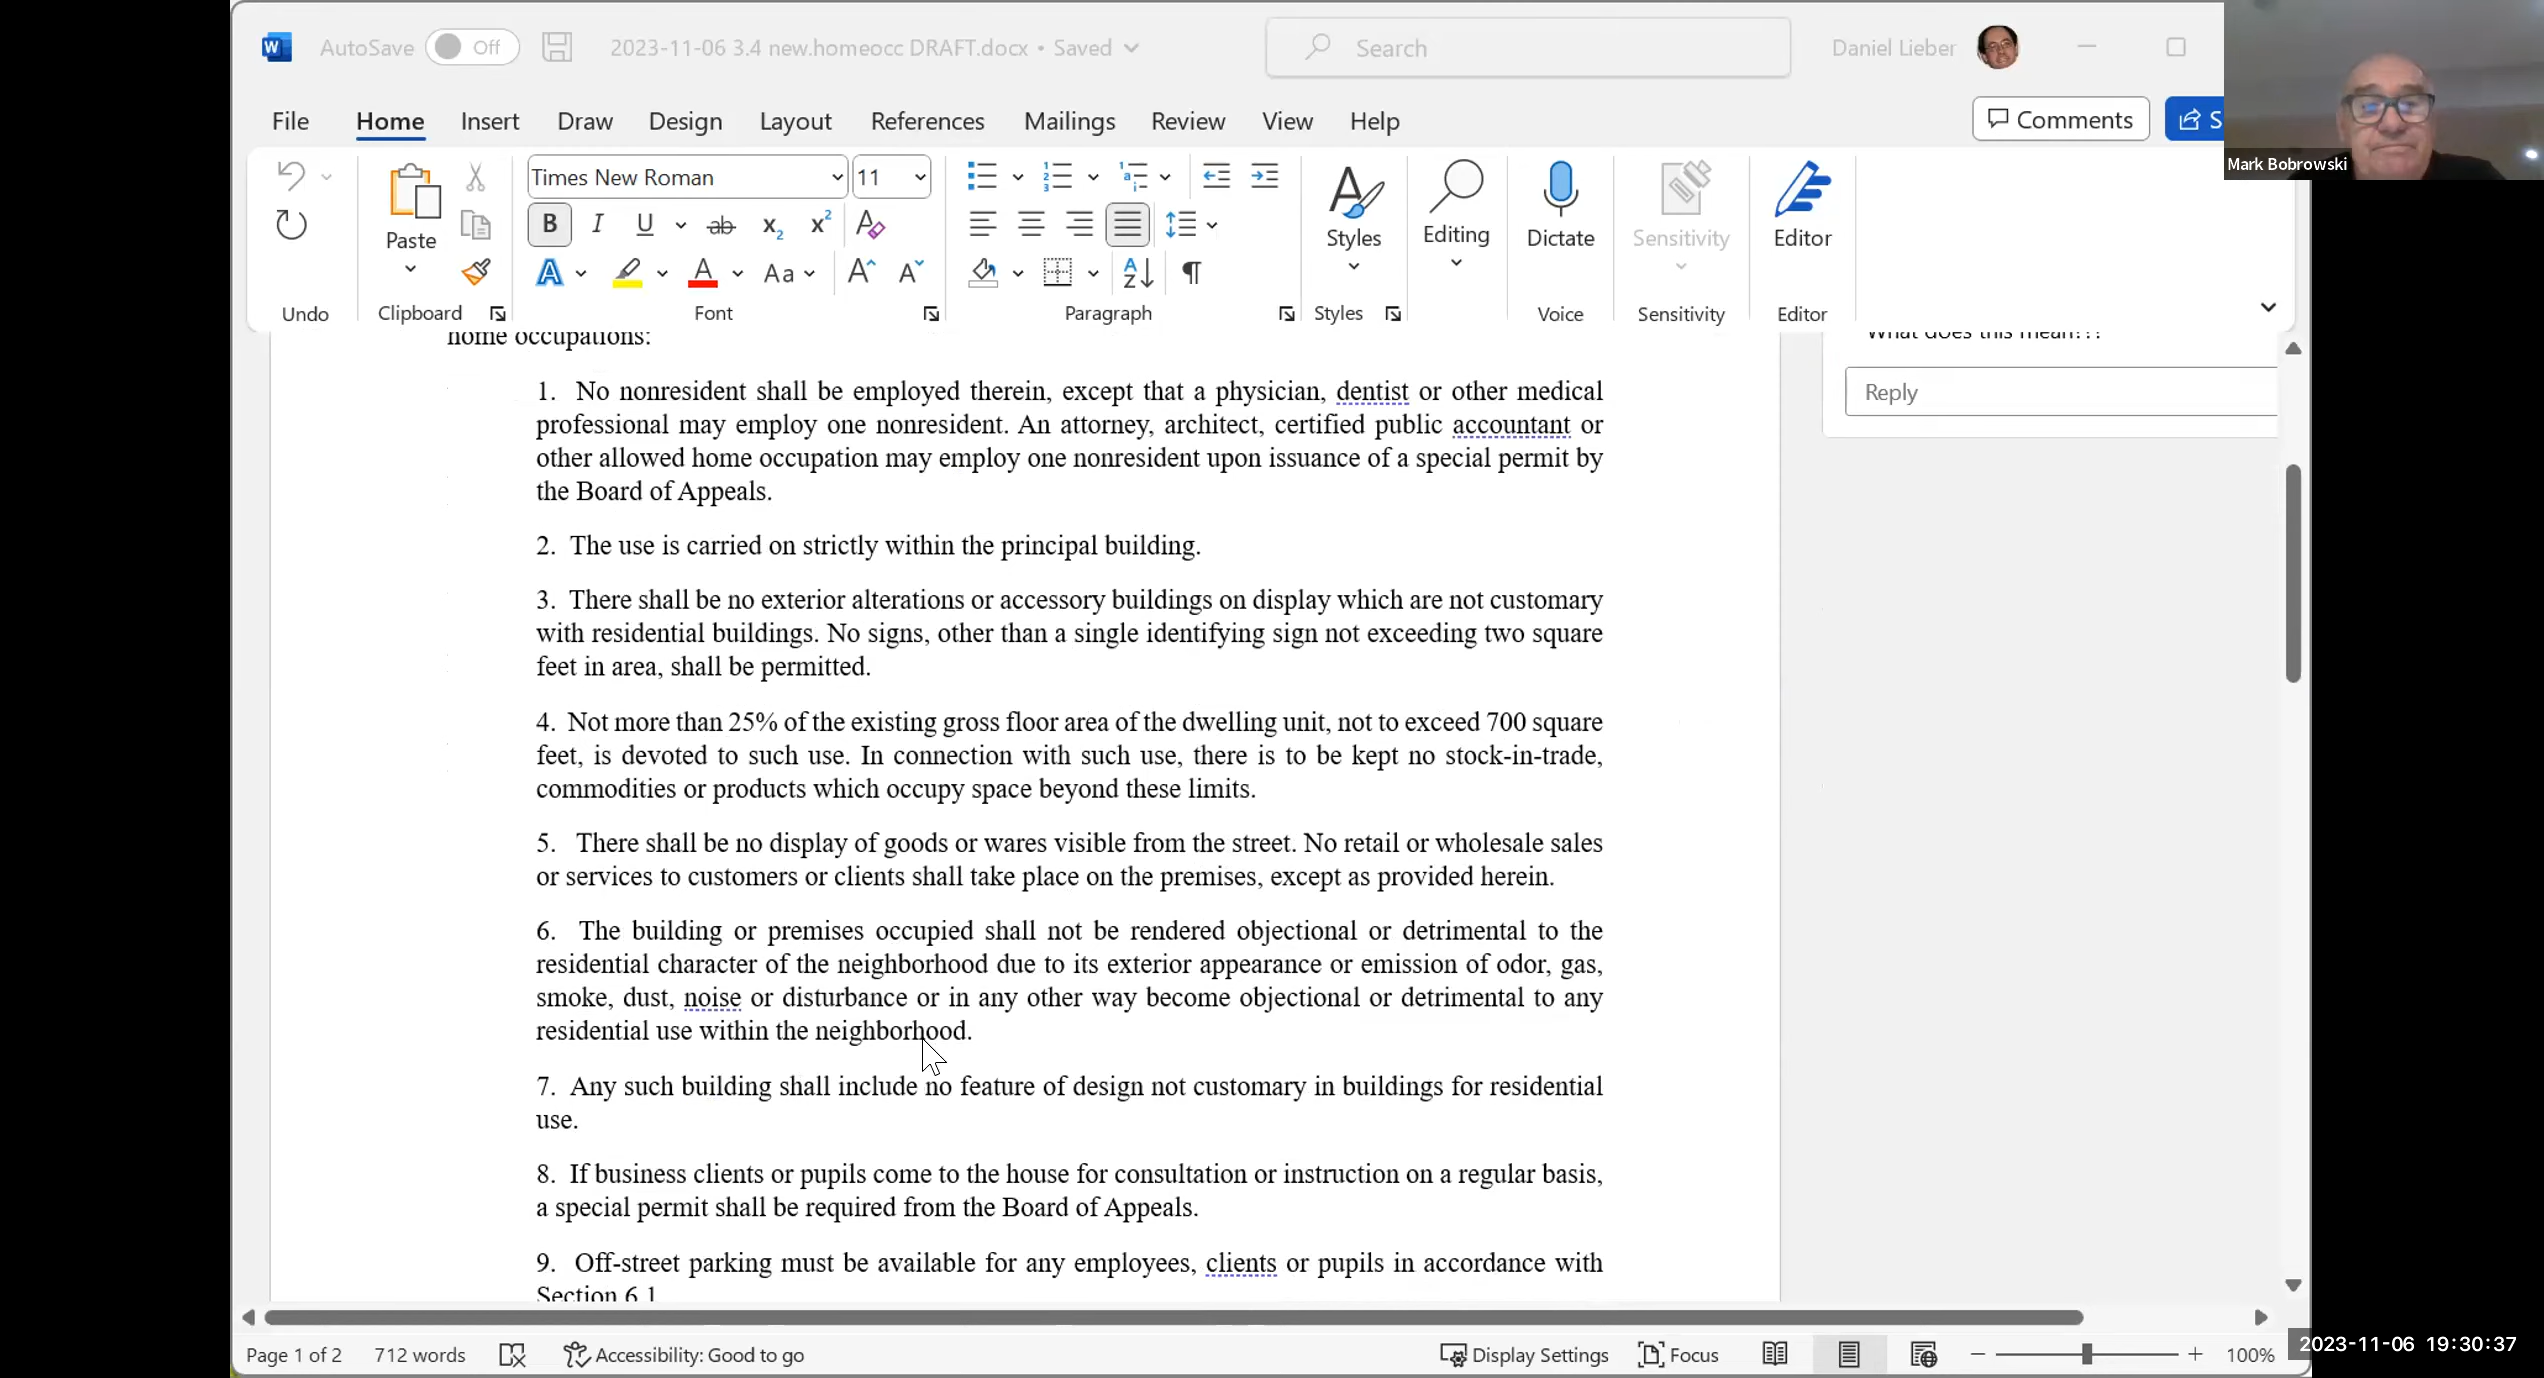 AutoSave Off 2023-11-06 3.4 new.homeocc DRAFT.docx • Saved Search Daniel Lieber
File Home Insert Draw Design Layout References Mailings Review View Help Comments S
Mark Bobrowski
Times New Roman 11
Paste
B I U ab x2 x2
A A Aa A A AZ ¶
Styles Editing Dictate Sensitivity Editor
Undo Clipboard Font Paragraph Styles Voice Sensitivity Editor
home occupations:
What does this mean???
Reply
1. No nonresident shall be employed therein, except that a physician, dentist or other medical
professional may employ one nonresident. An attorney, architect, certified public accountant or
other allowed home occupation may employ one nonresident upon issuance of a special permit by
the Board of Appeals.
2. The use is carried on strictly within the principal building.
3. There shall be no exterior alterations or accessory buildings on display which are not customary
with residential buildings. No signs, other than a single identifying sign not exceeding two square
feet in area, shall be permitted.
4. Not more than 25% of the existing gross floor area of the dwelling unit, not to exceed 700 square
feet, is devoted to such use. In connection with such use, there is to be kept no stock-in-trade,
commodities or products which occupy space beyond these limits.
5. There shall be no display of goods or wares visible from the street. No retail or wholesale sales
or services to customers or clients shall take place on the premises, except as provided herein.
6. The building or premises occupied shall not be rendered objectional or detrimental to the
residential character of the neighborhood due to its exterior appearance or emission of odor, gas,
smoke, dust, noise or disturbance or in any other way become objectional or detrimental to any
residential use within the neighborhood.
7. Any such building shall include no feature of design not customary in buildings for residential
use.
8. If business clients or pupils come to the house for consultation or instruction on a regular basis,
a special permit shall be required from the Board of Appeals.
9. Off-street parking must be available for any employees, clients or pupils in accordance with
Section 6.1
Page 1 of 2 712 words Accessibility: Good to go Display Settings Focus 100%
2023-11-06 19:30:37